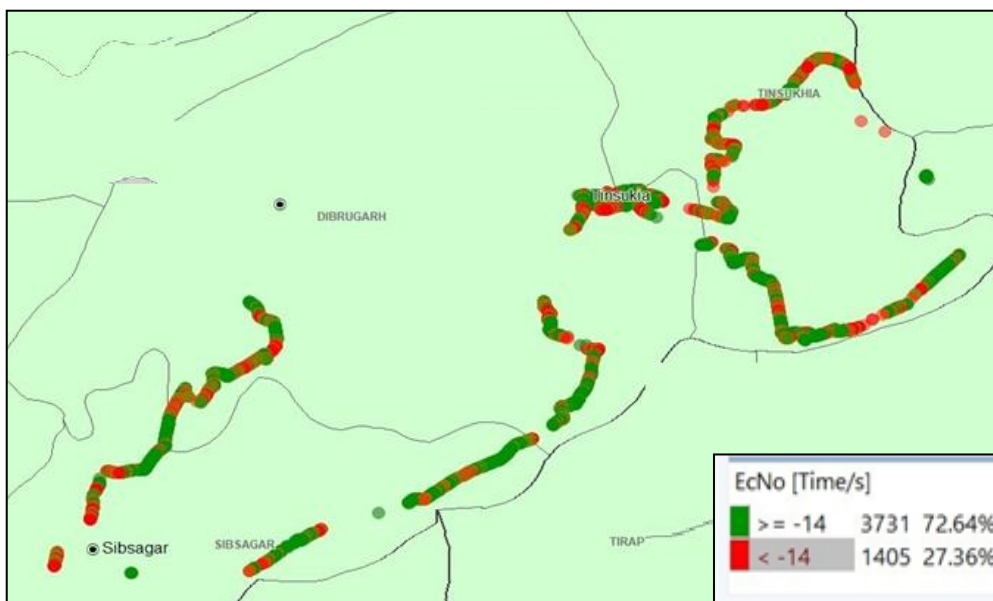 TINSUKHIA
Tinsukia
DIBRUGARH
Sibsagar
SIBSAGAR
TIRAP
EcNo [Time/s]
>= -14 3731 72.64%
< -14 1405 27.36%